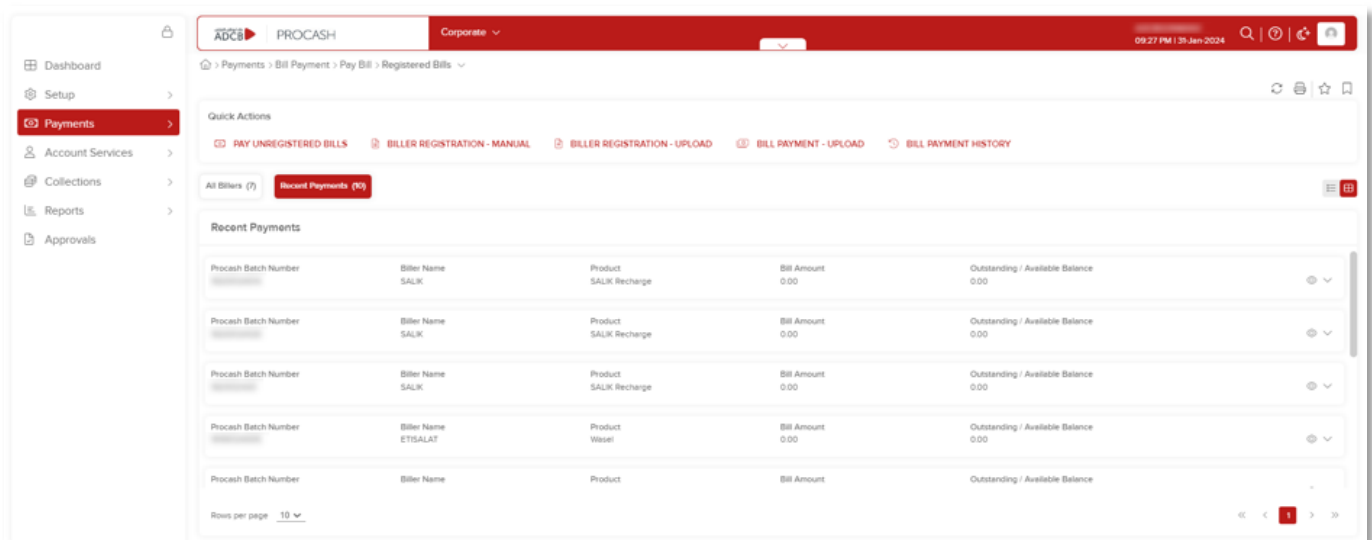 ADCB PROCASH
Corporate
09:27 PM | 31-Jan-2024
Dashboard
Setup
Payments
Account Services
Collections
Reports
Approvals
> Payments > Bill Payment > Pay Bill > Registered Bills
Quick Actions
PAY UNREGISTERED BILLS
BILLER REGISTRATION - MANUAL
BILLER REGISTRATION - UPLOAD
BILL PAYMENT - UPLOAD
BILL PAYMENT HISTORY
All Billers (7)
Recent Payments (10)
Recent Payments
Procash Batch Number Biller Name Product Bill Amount Outstanding / Available Balance
SALIK SALIK Recharge 0.00 0.00
Procash Batch Number Biller Name Product Bill Amount Outstanding / Available Balance
SALIK SALIK Recharge 0.00 0.00
Procash Batch Number Biller Name Product Bill Amount Outstanding / Available Balance
SALIK SALIK Recharge 0.00 0.00
Procash Batch Number Biller Name Product Bill Amount Outstanding / Available Balance
ETISALAT Wasel 0.00 0.00
Procash Batch Number Biller Name Product Bill Amount Outstanding / Available Balance
Rows per page 10
<< < 1 > >>